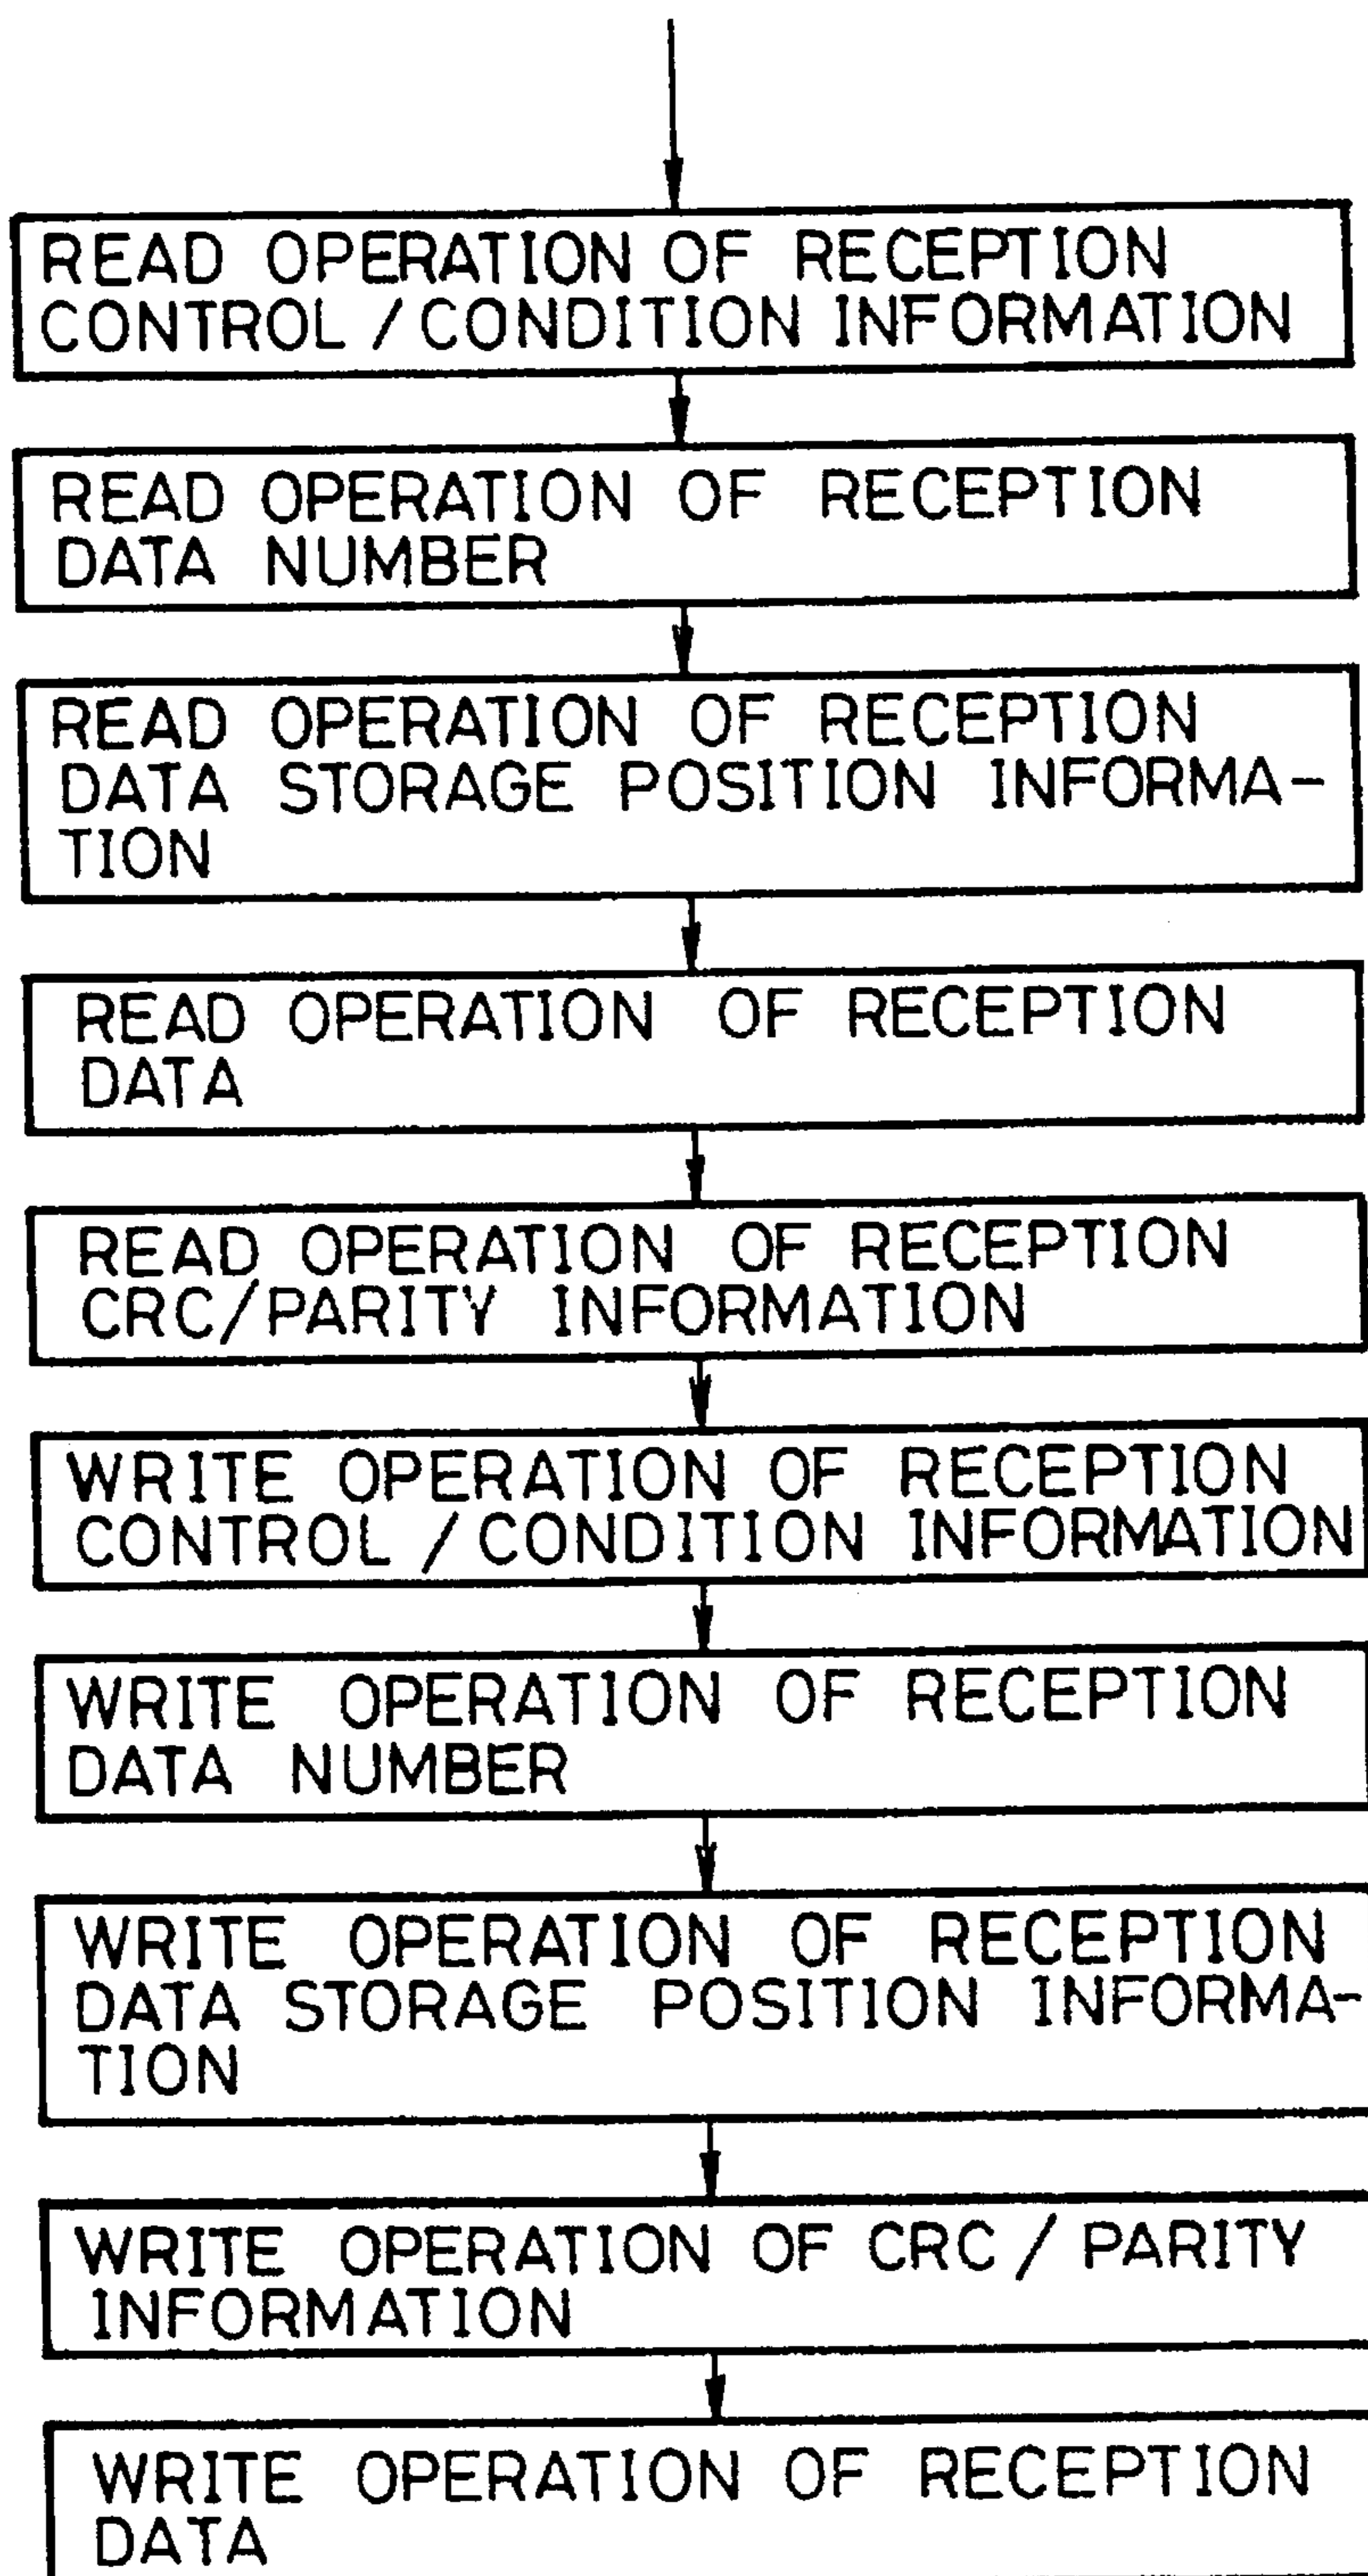 READ OPERATION OF RECEPTION
CONTROL/CONDITION INFORMATION
READ OPERATION OF RECEPTION
DATA NUMBER
READ OPERATION OF RECEPTION
DATA STORAGE POSITION INFORMA-
TION
READ OPERATION OF RECEPTION
DATA
READ OPERATION OF RECEPTION
CRC/PARITY INFORMATION
WRITE OPERATION OF RECEPTION
CONTROL/CONDITION INFORMATION
WRITE OPERATION OF RECEPTION
DATA NUMBER
WRITE OPERATION OF RECEPTION
DATA STORAGE POSITION INFORMA-
TION
WRITE OPERATION OF CRC/PARITY
INFORMATION
WRITE OPERATION OF RECEPTION
DATA